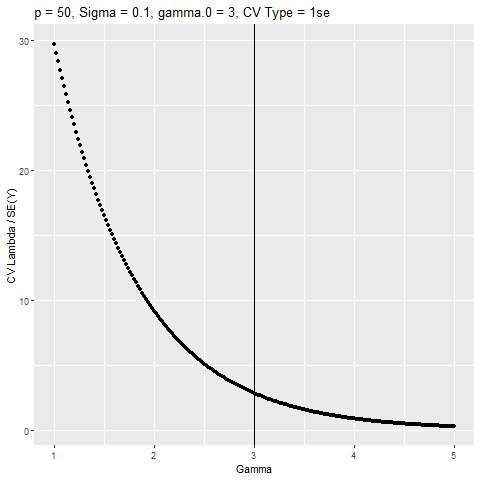 p = 50, Sigma = 0.1, gamma.0 = 3, CV Type = 1se
30
20
10
0
CV Lambda / SE(Y)
1 2 3 4 5
Gamma